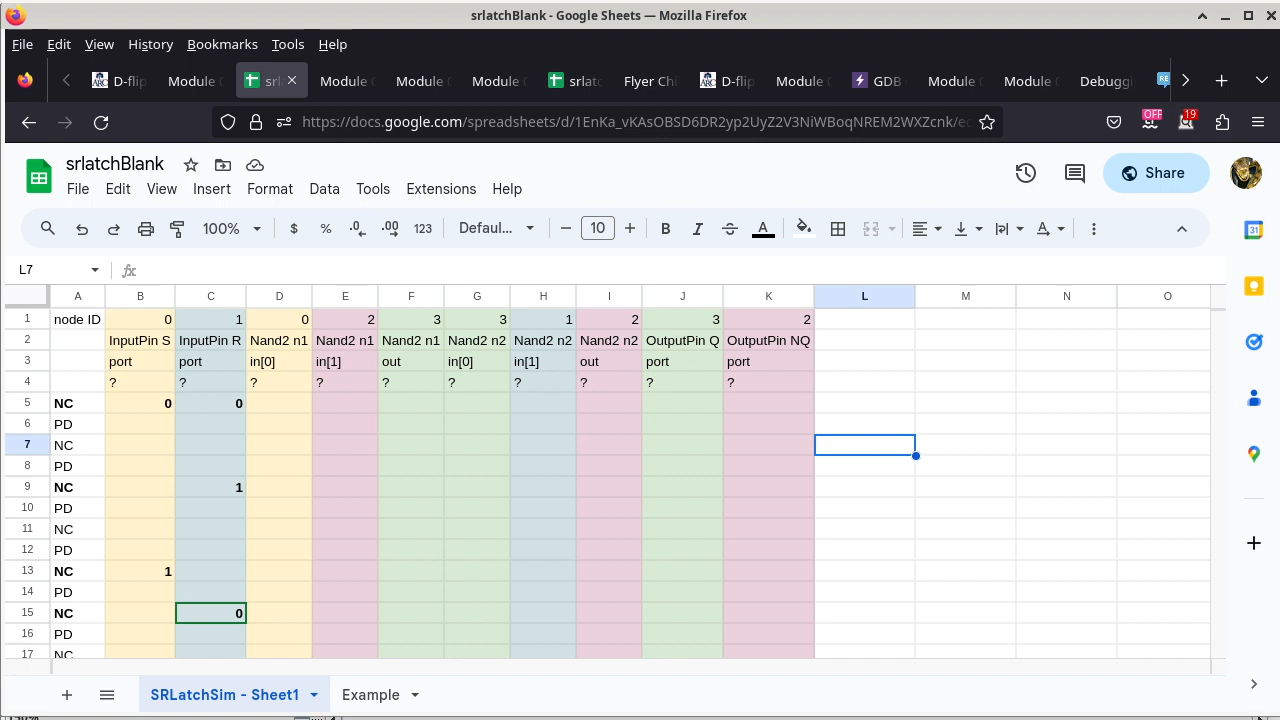 srlatchBlank - Google Sheets — Mozilla Firefox
File Edit View History Bookmarks Tools Help
D-flip Module srl Module Module Module srlatc Flyer Chi D-flip Module GDB Module Module Debuggi RE
https://docs.google.com/spreadsheets/d/1EnKa_vKAsOBSD6DR2yp2UyZ2V3NiWBoqNREM2WXZcnk/ed OFF 19
srlatchBlank
File Edit View Insert Format Data Tools Extensions Help
Share
100% $ % .0 .00 123 Defaul... 10 B I A
L7 fx
31
A B C D E F G H I J K L M N O
1 node ID 0 1 0 2 3 3 1 2 3 2
2 InputPin S InputPin R Nand2 n1 Nand2 n1 Nand2 n1 Nand2 n2 Nand2 n2 Nand2 n2 OutputPin Q OutputPin NQ
3 port port in[0] in[1] out in[0] in[1] out port port
4 ? ? ? ? ? ? ? ? ? ?
5 NC 0 0
6 PD
7 NC
8 PD
9 NC 1
10 PD
11 NC
12 PD
13 NC 1
14 PD
15 NC 0
16 PD
17 NC
SRLatchSim - Sheet1 Example